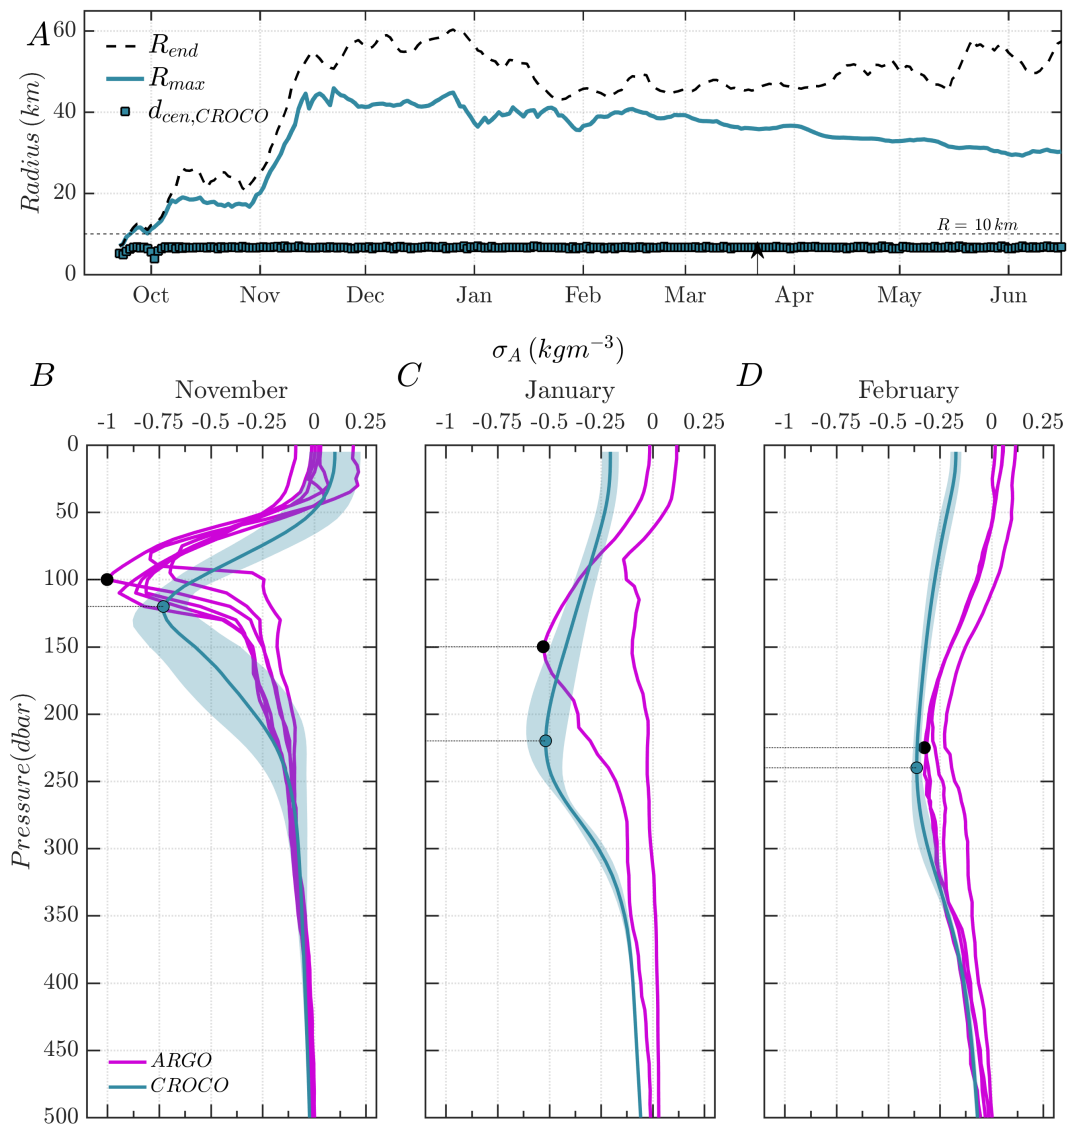 A
60
40
20
0
Radius (km)
R_end
R_max
d_cen,CROCO
R = 10 km
Oct Nov Dec Jan Feb Mar Apr May Jun
σ_A (kgm^−3)
B November
C January
D February
-1 -0.75 -0.5 -0.25 0 0.25
-1 -0.75 -0.5 -0.25 0 0.25
-1 -0.75 -0.5 -0.25 0 0.25
0
50
100
150
200
250
300
350
400
450
500
Pressure(dbar)
ARGO
CROCO